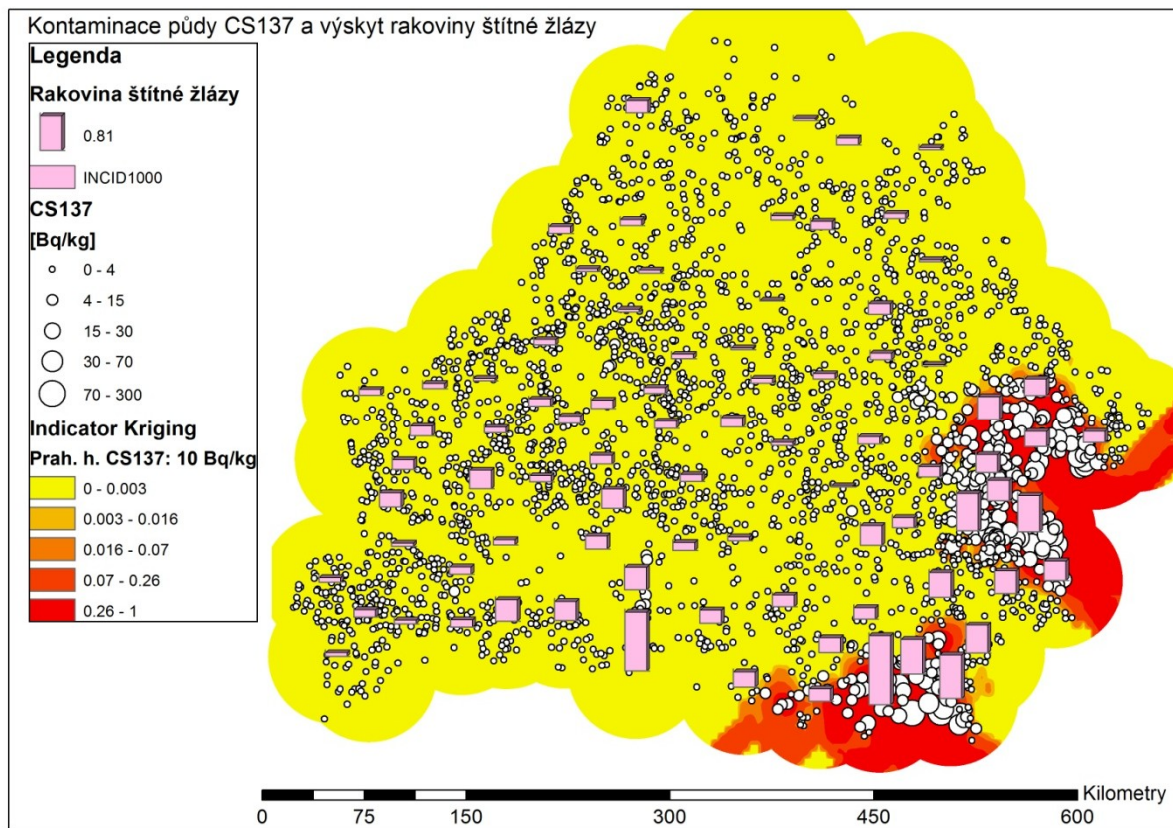 Kontaminace půdy CS137 a výskyt rakoviny štítné žlázy
Legenda
Rakovina štítné žlázy
0.81
INCID1000
CS137
[Bq/kg]
0 - 4
4 - 15
15 - 30
30 - 70
70 - 300
Indicator Kriging
Prah. h. CS137: 10 Bq/kg
0 - 0.003
0.003 - 0.016
0.016 - 0.07
0.07 - 0.26
0.26 - 1
Kilometry
0 75 150 300 450 600